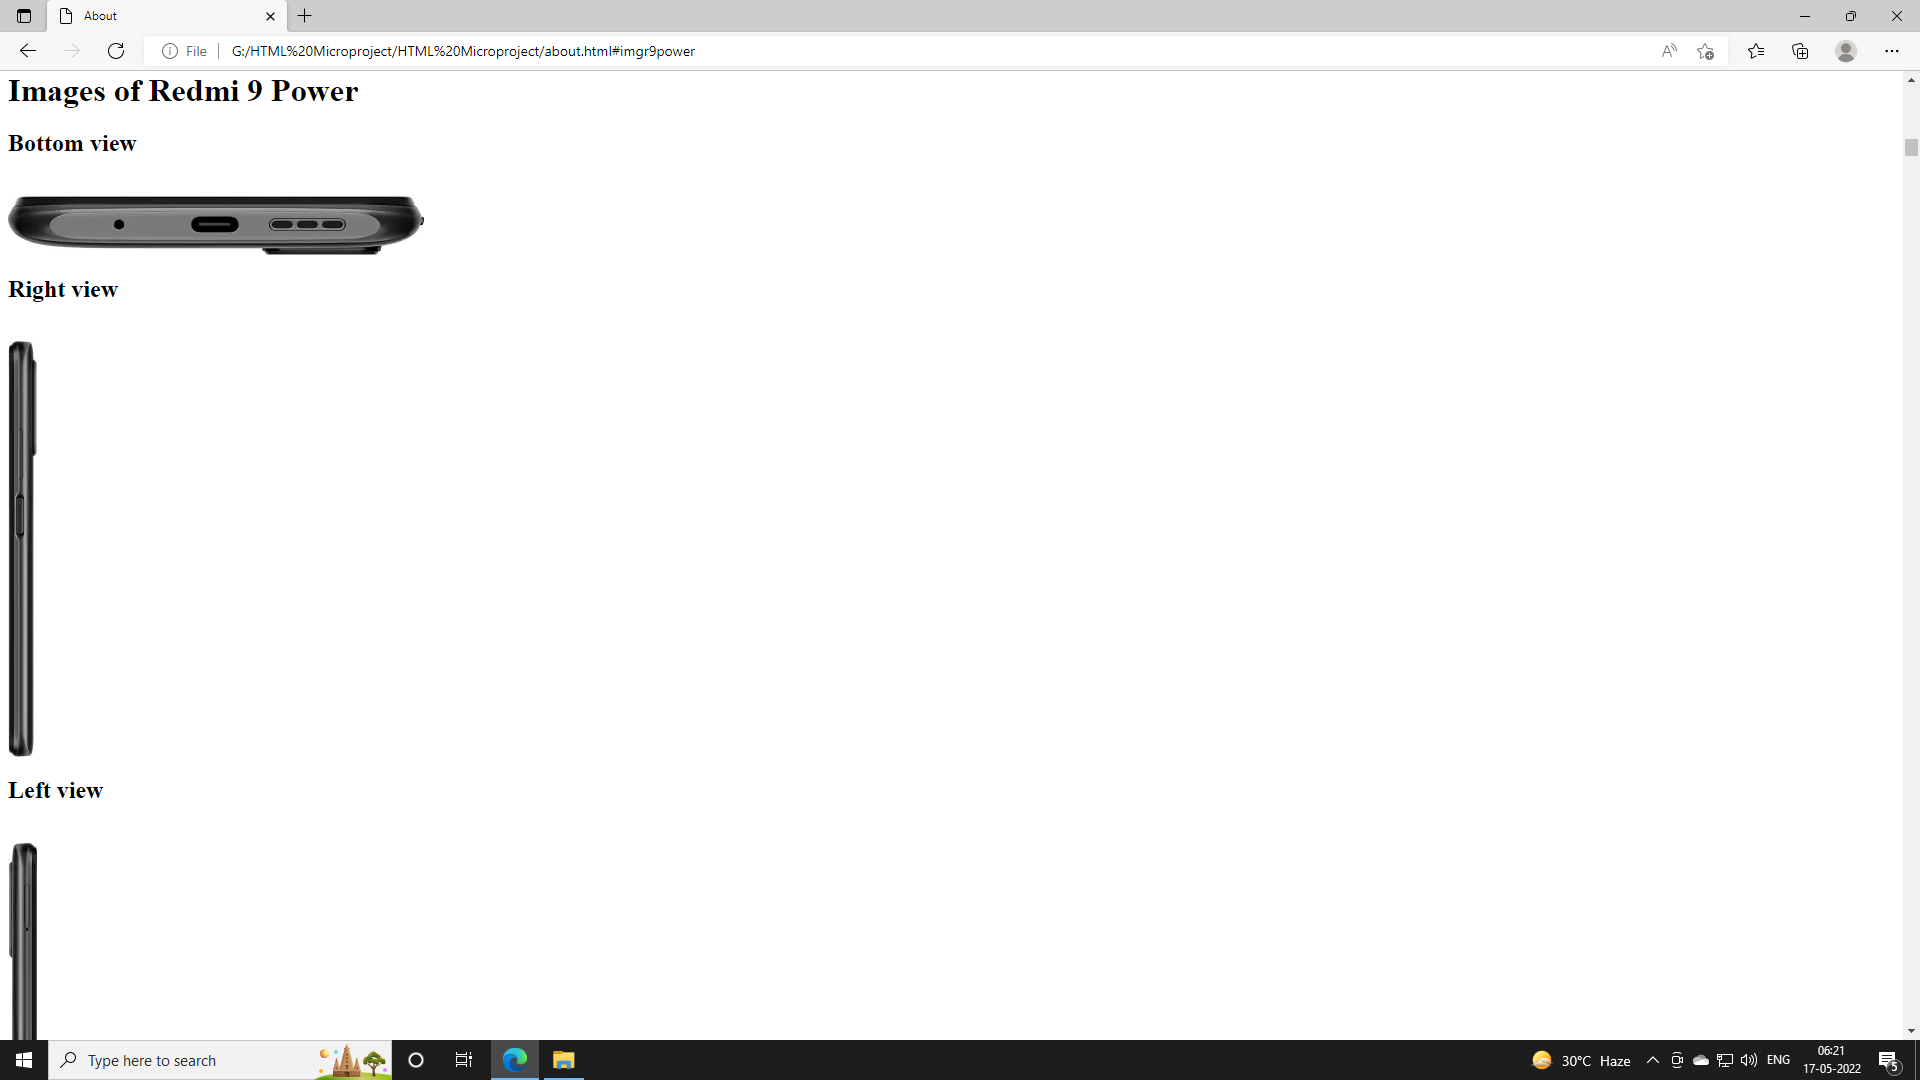 About
File
G:/HTML%20Microproject/HTML%20Microproject/about.html#imgr9power
Images of Redmi 9 Power
Bottom view
Right view
Left view
Type here to search
30°C Haze
ENG
06:21
17-05-2022
5